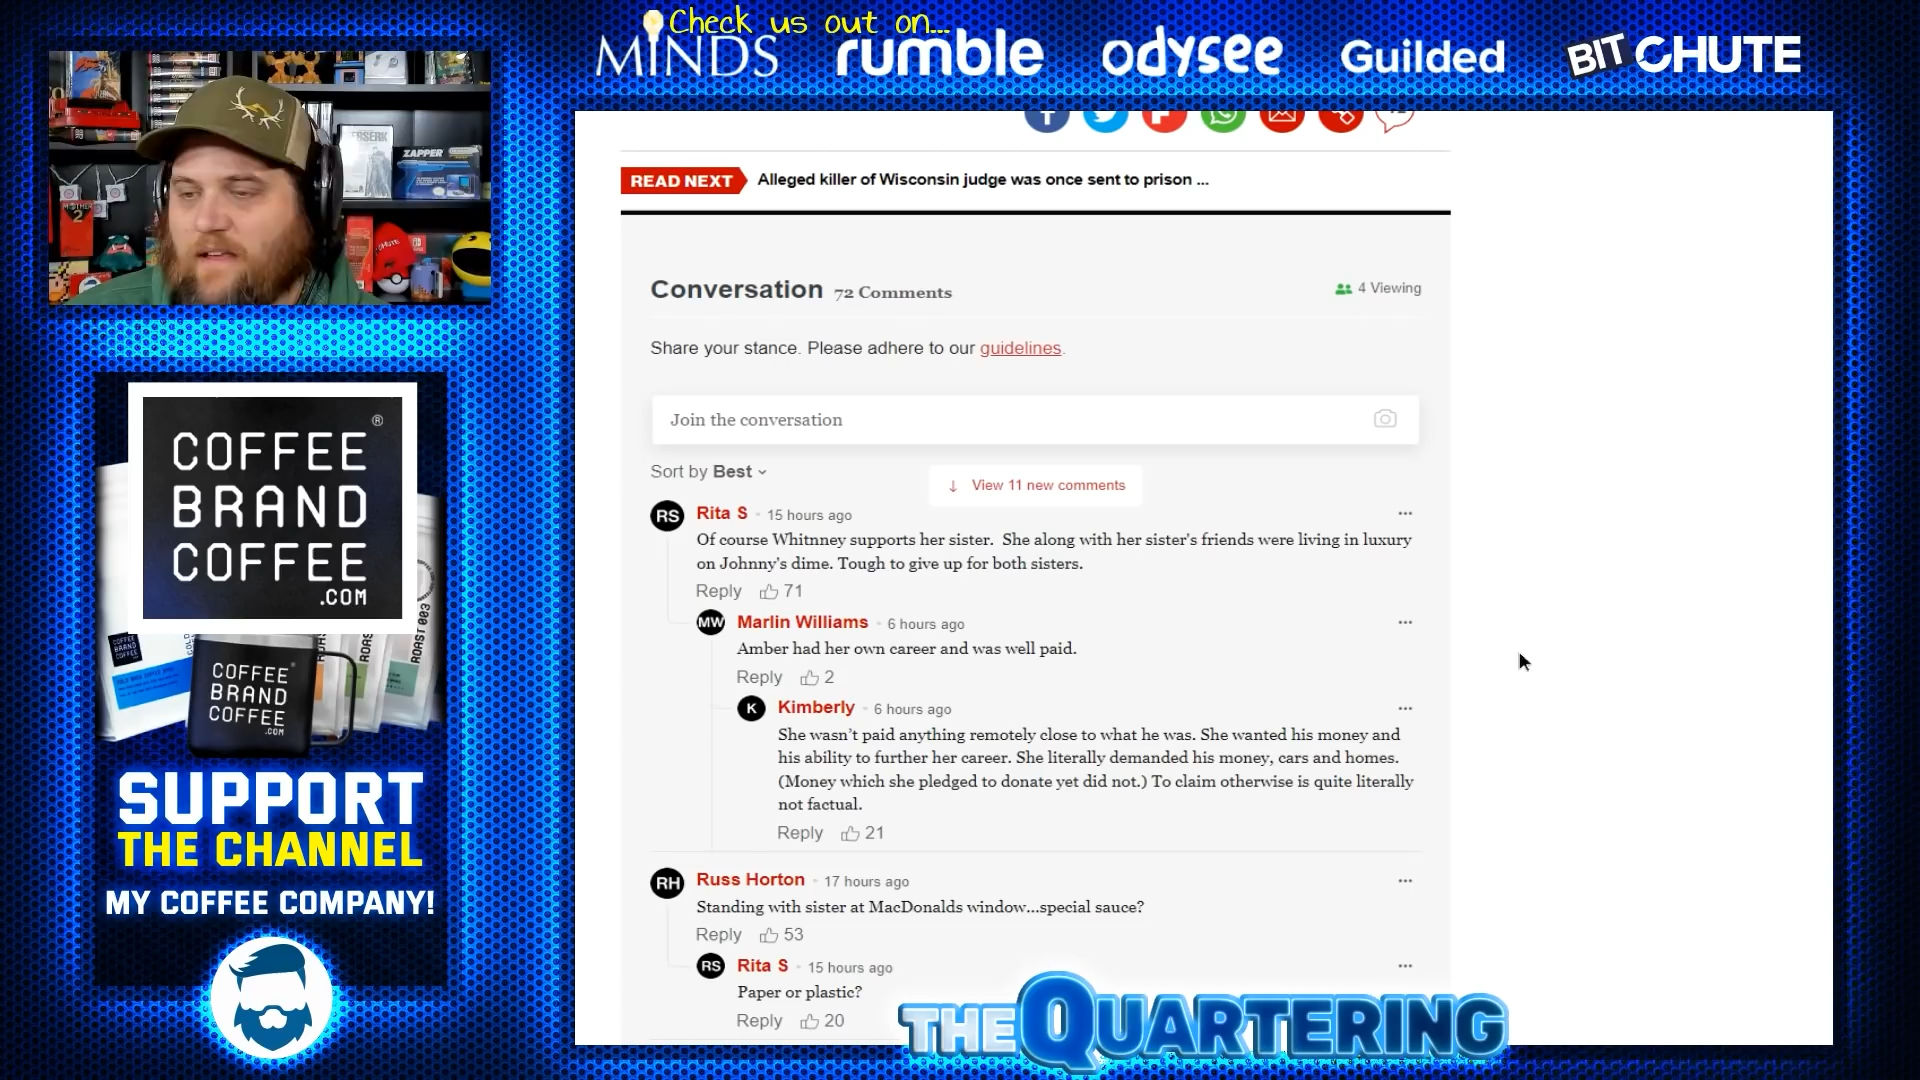 Check us out on...
MINDS
rumble
odysee
Guilded
BITCHUTE
ZAPPER
MOTHER
2
READ NEXT
Alleged killer of Wisconsin judge was once sent to prison ...
Conversation 72 Comments
4 Viewing
Share your stance. Please adhere to our guidelines.
Join the conversation
Sort by Best
↓ View 11 new comments
RS Rita S · 15 hours ago
Of course Whitnney supports her sister. She along with her sister's friends were living in luxury
on Johnny's dime. Tough to give up for both sisters.
Reply 71
MW Marlin Williams · 6 hours ago
Amber had her own career and was well paid.
Reply 2
K Kimberly · 6 hours ago
She wasn't paid anything remotely close to what he was. She wanted his money and
his ability to further her career. She literally demanded his money, cars and homes.
(Money which she pledged to donate yet did not.) To claim otherwise is quite literally
not factual.
Reply 21
RH Russ Horton · 17 hours ago
Standing with sister at MacDonalds window...special sauce?
Reply 53
RS Rita S · 15 hours ago
Paper or plastic?
Reply 20
COFFEE ®
BRAND
COFFEE
.COM
ROAST 003
COFFEE
BRAND
COFFEE
.COM
SUPPORT
THE CHANNEL
MY COFFEE COMPANY!
THE QUARTERING